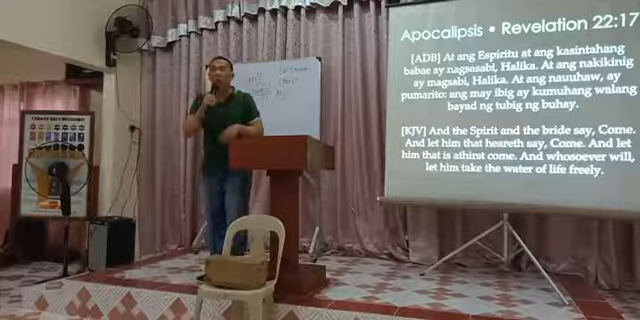 Apocalipsis • Revelation 22:17
[ADB] At ang Espiritu at ang kasintahang
babae ay nagsasabi, Halika. At ang nakikinig
ay magsabi, Halika. At ang nauuhaw, ay
pumarito: ang may ibig ay kumuhang walang
bayad ng tubig ng buhay.
[KJV] And the Spirit and the bride say, Come.
And let him that heareth say, Come. And let
him that is athirst come. And whosoever will,
let him take the water of life freely.